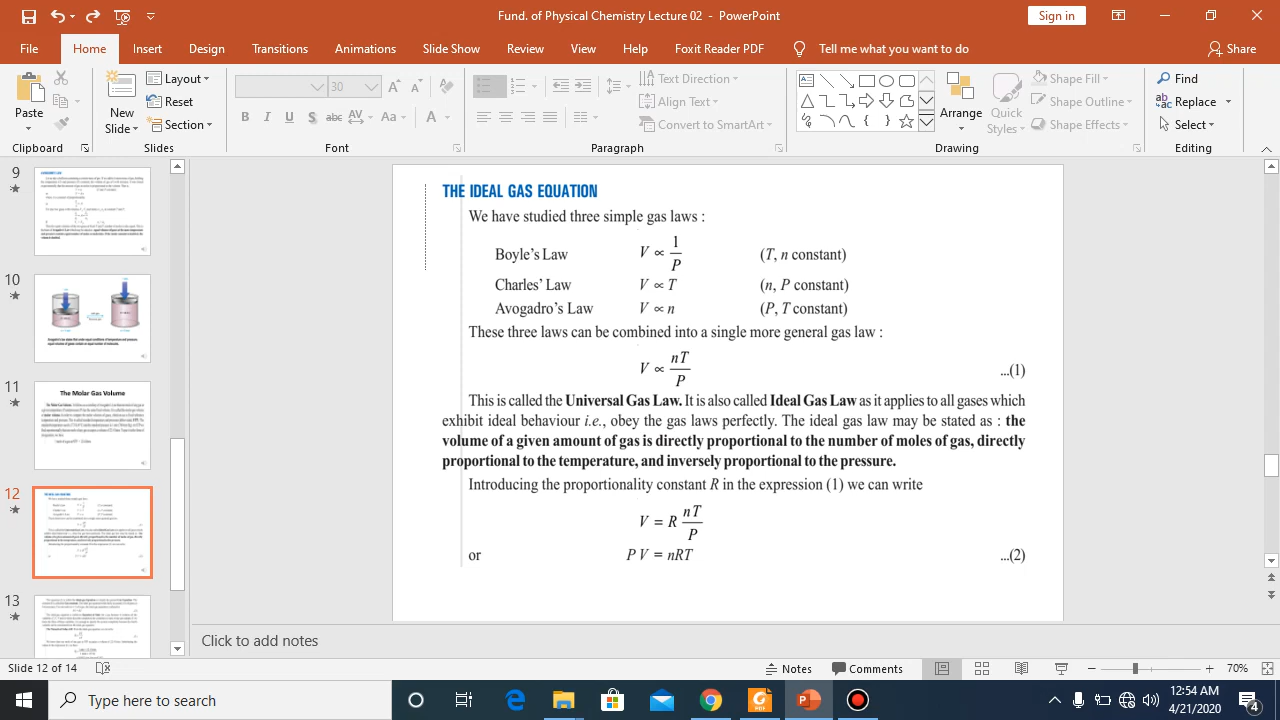 Fund. of Physical Chemistry Lecture 02 - PowerPoint
Sign in
File Home Insert Design Transitions Animations Slide Show Review View Help Foxit Reader PDF Tell me what you want to do Share
Paste
Clipboard
New Slide
Layout
Reset
Section
Slides
30
B I U S abc AV Aa A
Font
Text Direction
Align Text
Convert to SmartArt
Paragraph
Arrange
Quick Styles
Shape Fill
Shape Outline
Shape Effects
Drawing
Find
Replace
Select
Editing
10
11
The Molar Gas Volume
12
13
THE IDEAL GAS EQUATION
We have studied three simple gas laws :
Boyle's Law V ∝ 1/P (T, n constant)
Charles' Law V ∝ T (n, P constant)
Avogadro's Law V ∝ n (P, T constant)
These three laws can be combined into a single more general gas law :
V ∝ nT/P ...(1)
This is called the Universal Gas Law. It is also called Ideal Gas Law as it applies to all gases which
exhibit ideal behaviour i.e., obey the gas laws perfectly. The ideal gas law may be stated as : the
volume of a given amount of gas is directly proportional to the number of moles of gas, directly
proportional to the temperature, and inversely proportional to the pressure.
Introducing the proportionality constant R in the expression (1) we can write
V = R nT/P
or P V = nRT ...(2)
Click to add notes
Slide 12 of 14
Notes
Comments
70%
Type here to search
12:54 AM
4/21/2020
4